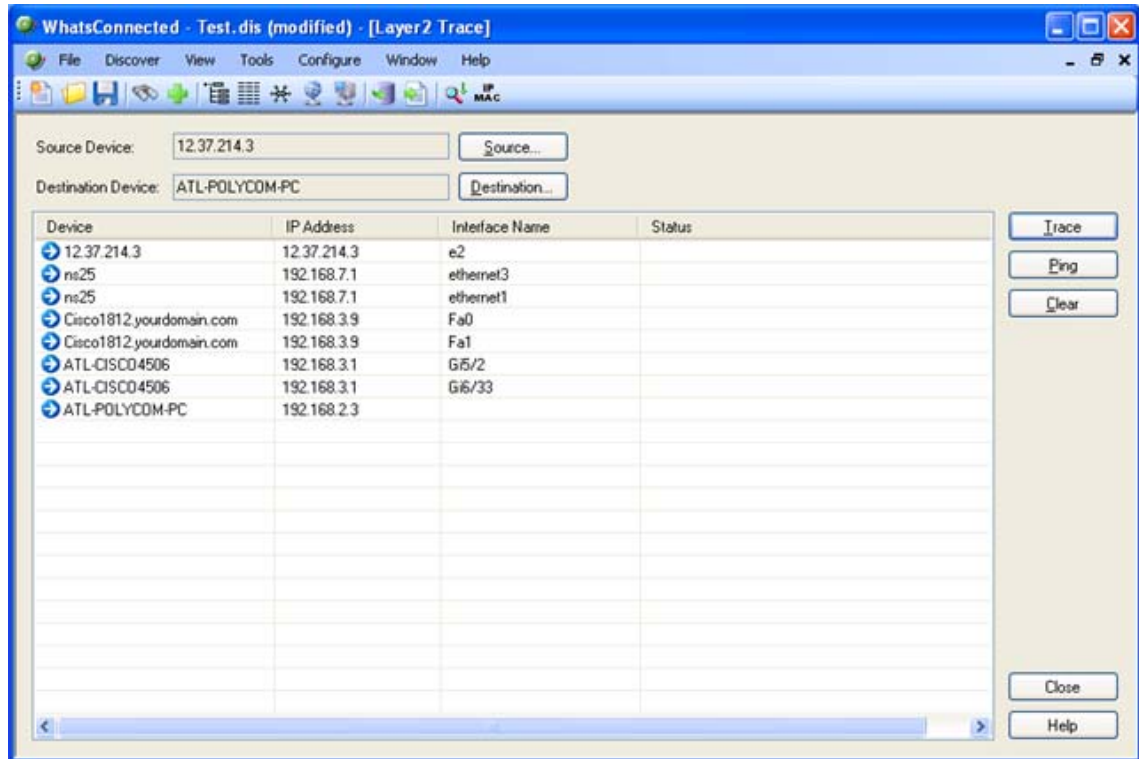 WhatsConnected - Test.dis (modified) - [Layer2 Trace]
File Discover View Tools Configure Window Help
IP MAC
Source Device: 12.37.214.3 Source...
Destination Device: ATL-POLYCOM-PC Destination...
Device IP Address Interface Name Status Trace
12.37.214.3 12.37.214.3 e2
ns25 192.168.7.1 ethernet3 Ping
ns25 192.168.7.1 ethernet1 Clear
Cisco1812.yourdomain.com 192.168.3.9 Fa0
Cisco1812.yourdomain.com 192.168.3.9 Fa1
ATL-CISCO4506 192.168.3.1 Gi5/2
ATL-CISCO4506 192.168.3.1 Gi6/33
ATL-POLYCOM-PC 192.168.2.3
Close
Help